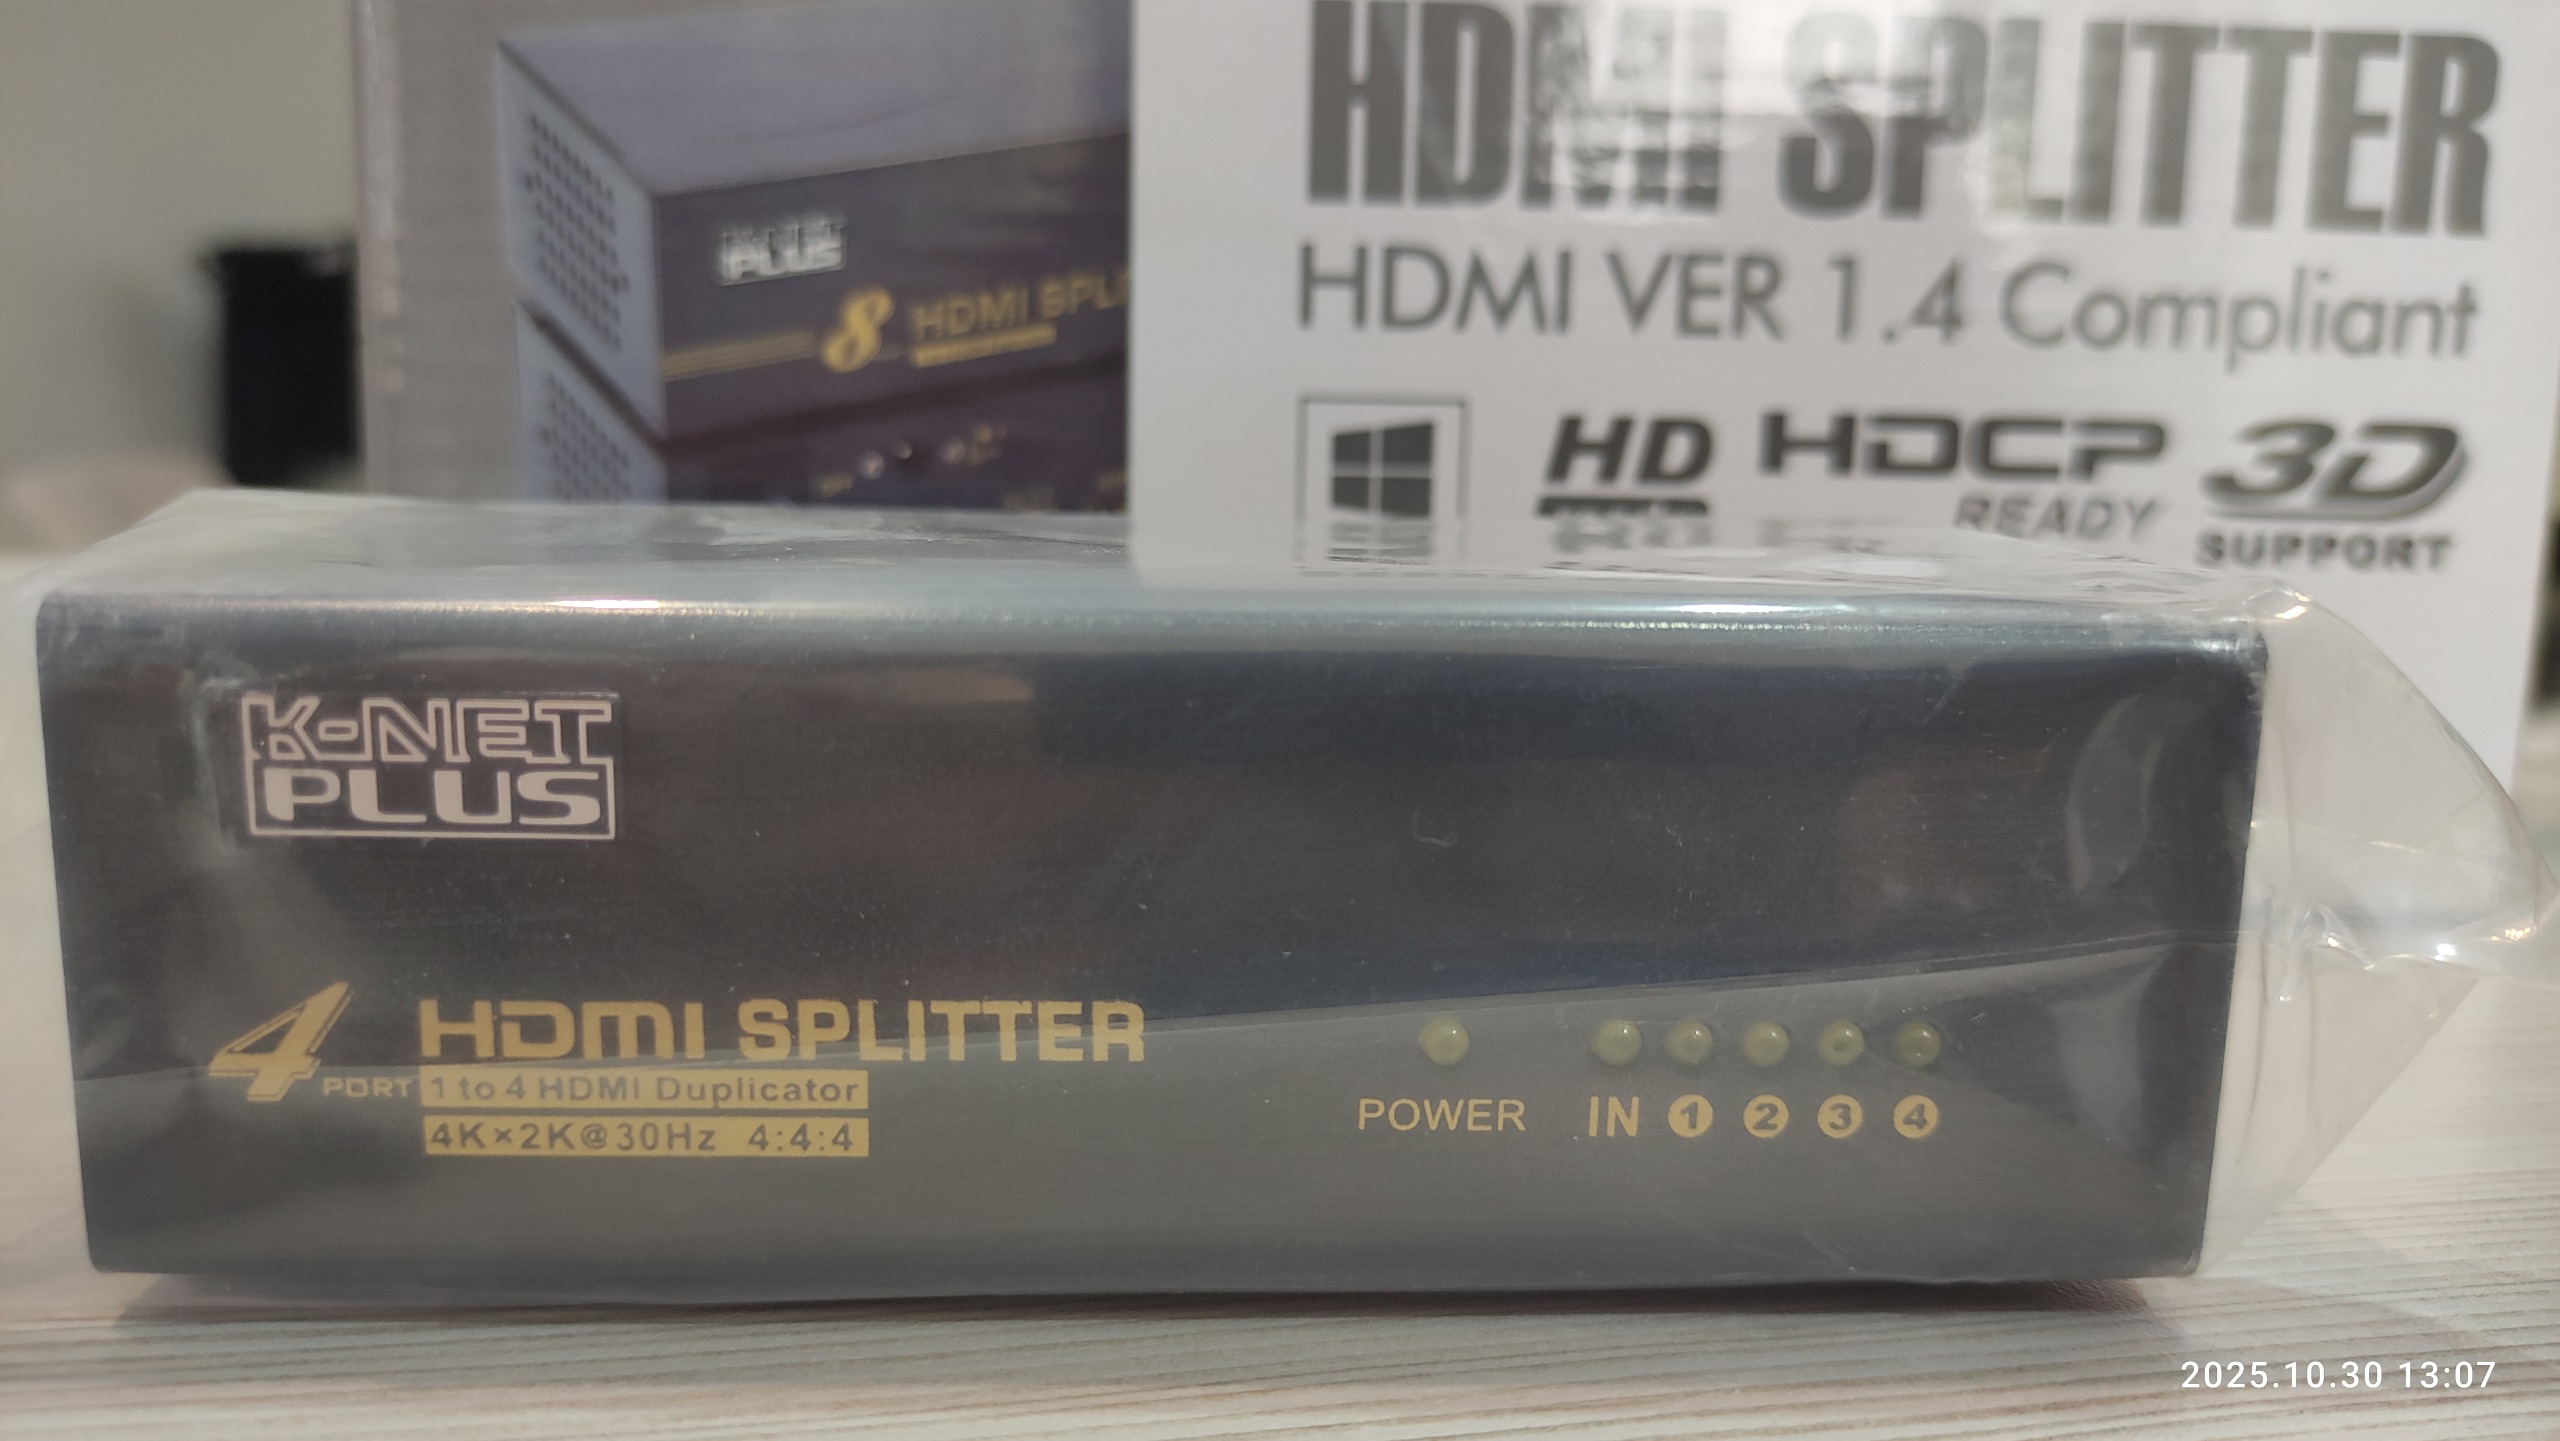 HDMI SPLITTER
HDMI VER 1.4 Compliant
HD HDCP 3D
READY
SUPPORT
K-NET
PLUS
8 HDMI
K-NET
PLUS
4 PORT
HDMI SPLITTER
1 to 4 HDMI Duplicator
4K×2K@30Hz 4:4:4
POWER IN 1 2 3 4
2025.10.30 13:07